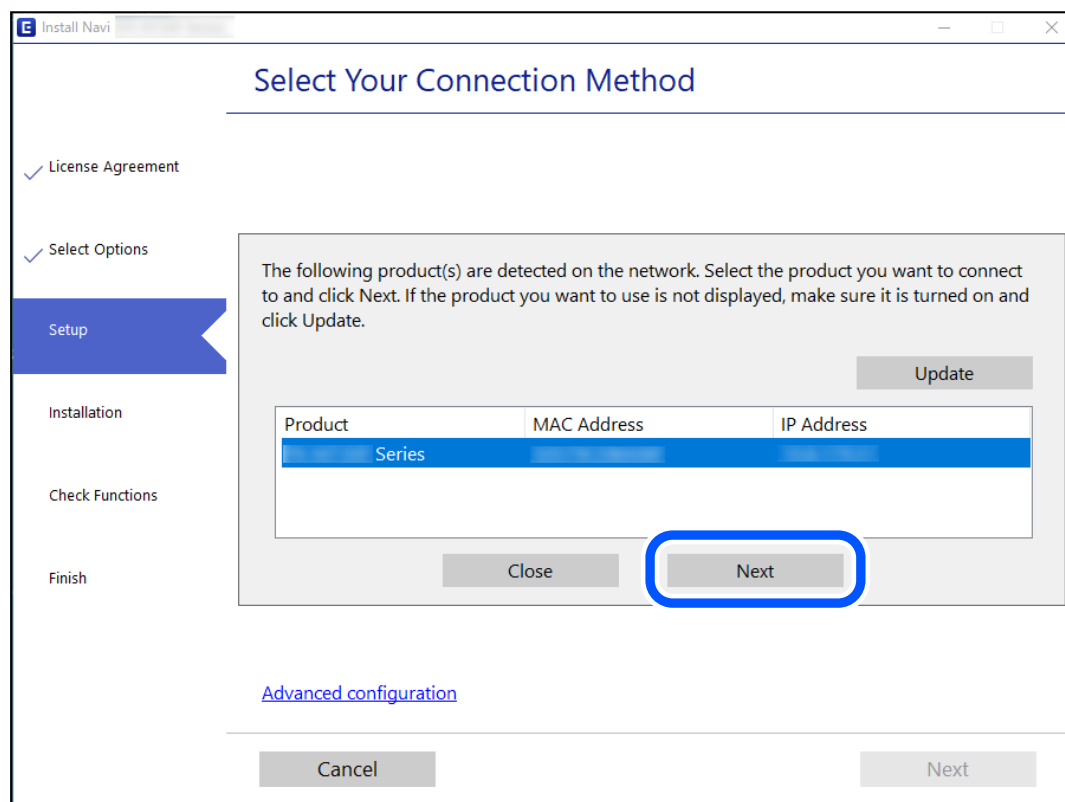 E Install Navi
Select Your Connection Method
License Agreement
Select Options
Setup
Installation
Check Functions
Finish
The following product(s) are detected on the network. Select the product you want to connect
to and click Next. If the product you want to use is not displayed, make sure it is turned on and
click Update.
Update
Product MAC Address IP Address
Series
Close Next
Advanced configuration
Cancel Next